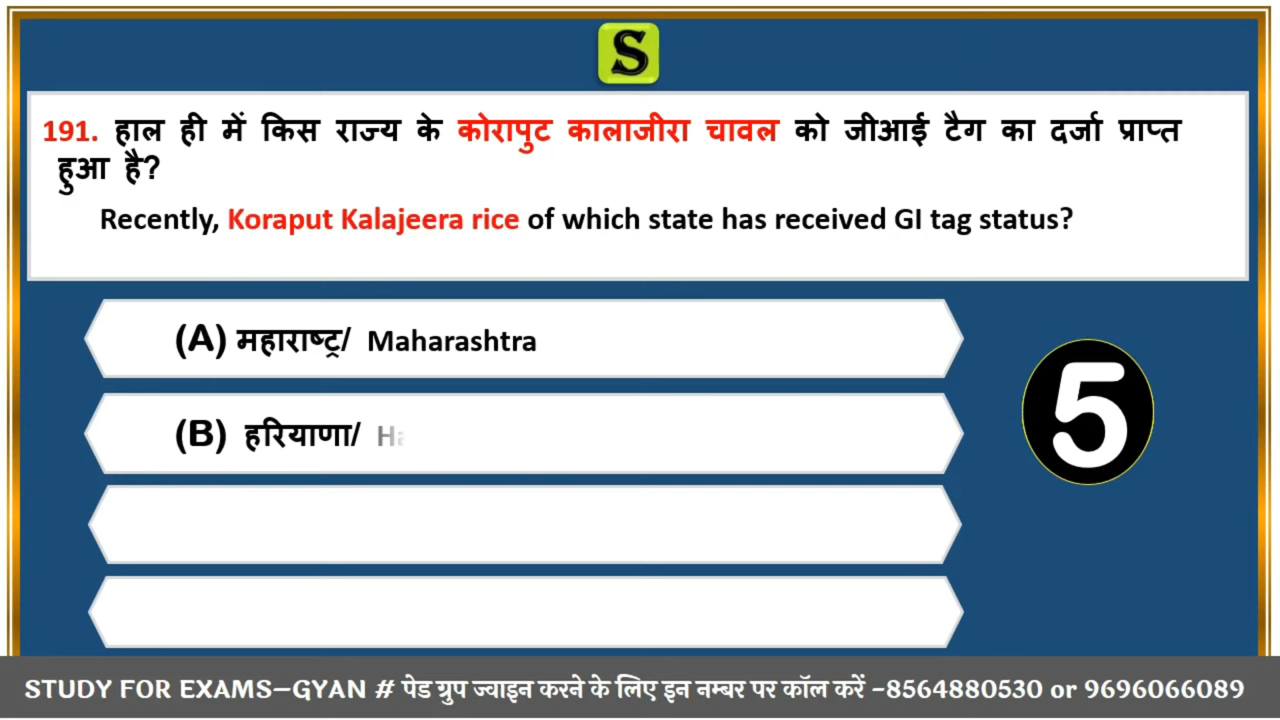 S
191. हाल ही में किस राज्य के कोरापुट कालाजीरा चावल को जीआई टैग का दर्जा प्राप्त
हुआ है?
Recently, Koraput Kalajeera rice of which state has received GI tag status?
(A) महाराष्ट्र/ Maharashtra
(B) हरियाणा/ Ha
5
STUDY FOR EXAMS–GYAN # पेड ग्रुप ज्वाइन करने के लिए इन नम्बर पर कॉल करें -8564880530 or 9696066089